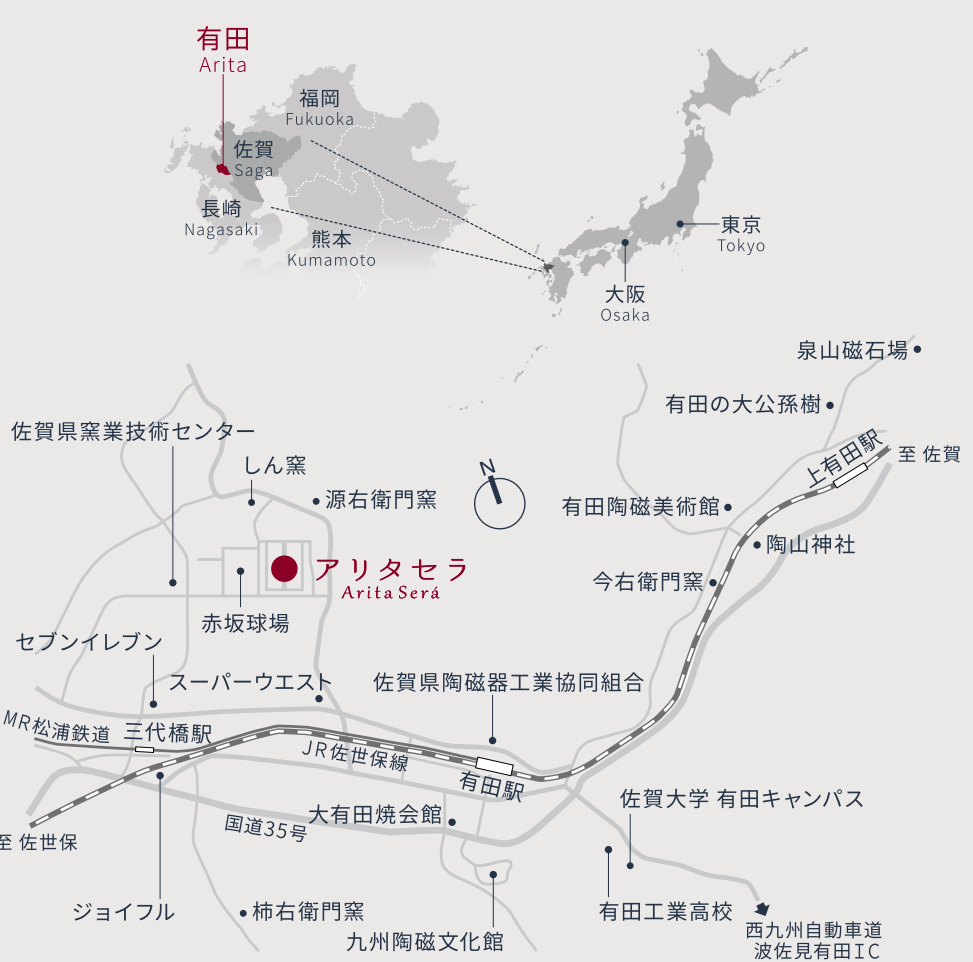 有田
Arita
福岡
Fukuoka
佐賀
Saga
長崎
Nagasaki
熊本
Kumamoto
東京
Tokyo
大阪
Osaka
泉山磁石場
有田の大公孫樹
佐賀県窯業技術センター
上有田駅
至 佐賀
しん窯
N
源右衛門窯
有田陶磁美術館
陶山神社
アリタセラ
Arita Será
今右衛門窯
赤坂球場
セブンイレブン
スーパーウエスト
佐賀県陶磁器工業協同組合
MR松浦鉄道
三代橋駅
JR佐世保線
有田駅
佐賀大学 有田キャンパス
大有田焼会館
国道35号
至 佐世保
ジョイフル
柿右衛門窯
有田工業高校
九州陶磁文化館
西九州自動車道
波佐見有田IC